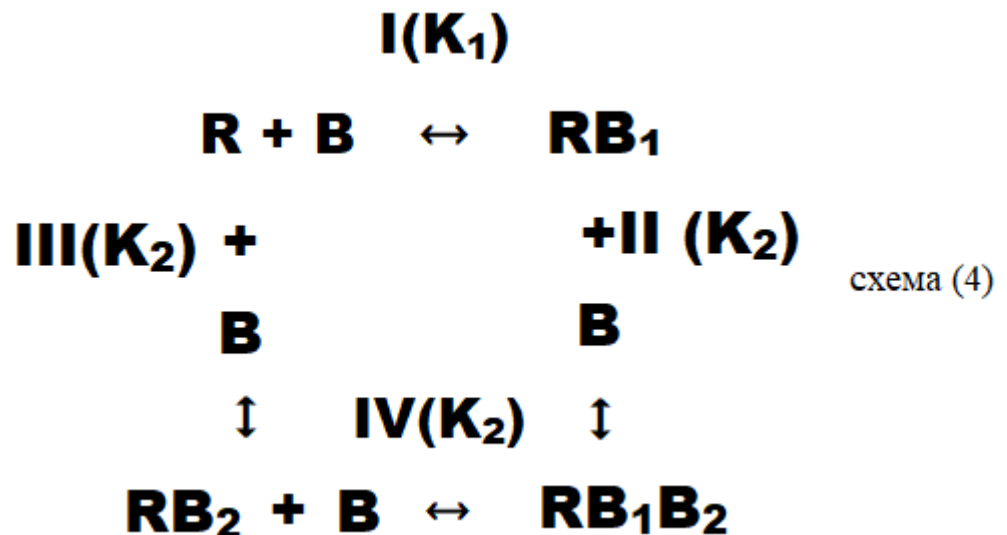 I(K₁)
R + B ↔ RB₁
III(K₂) + +II (K₂)
схема (4)
B B
↕ IV(K₂) ↕
RB₂ + B ↔ RB₁B₂